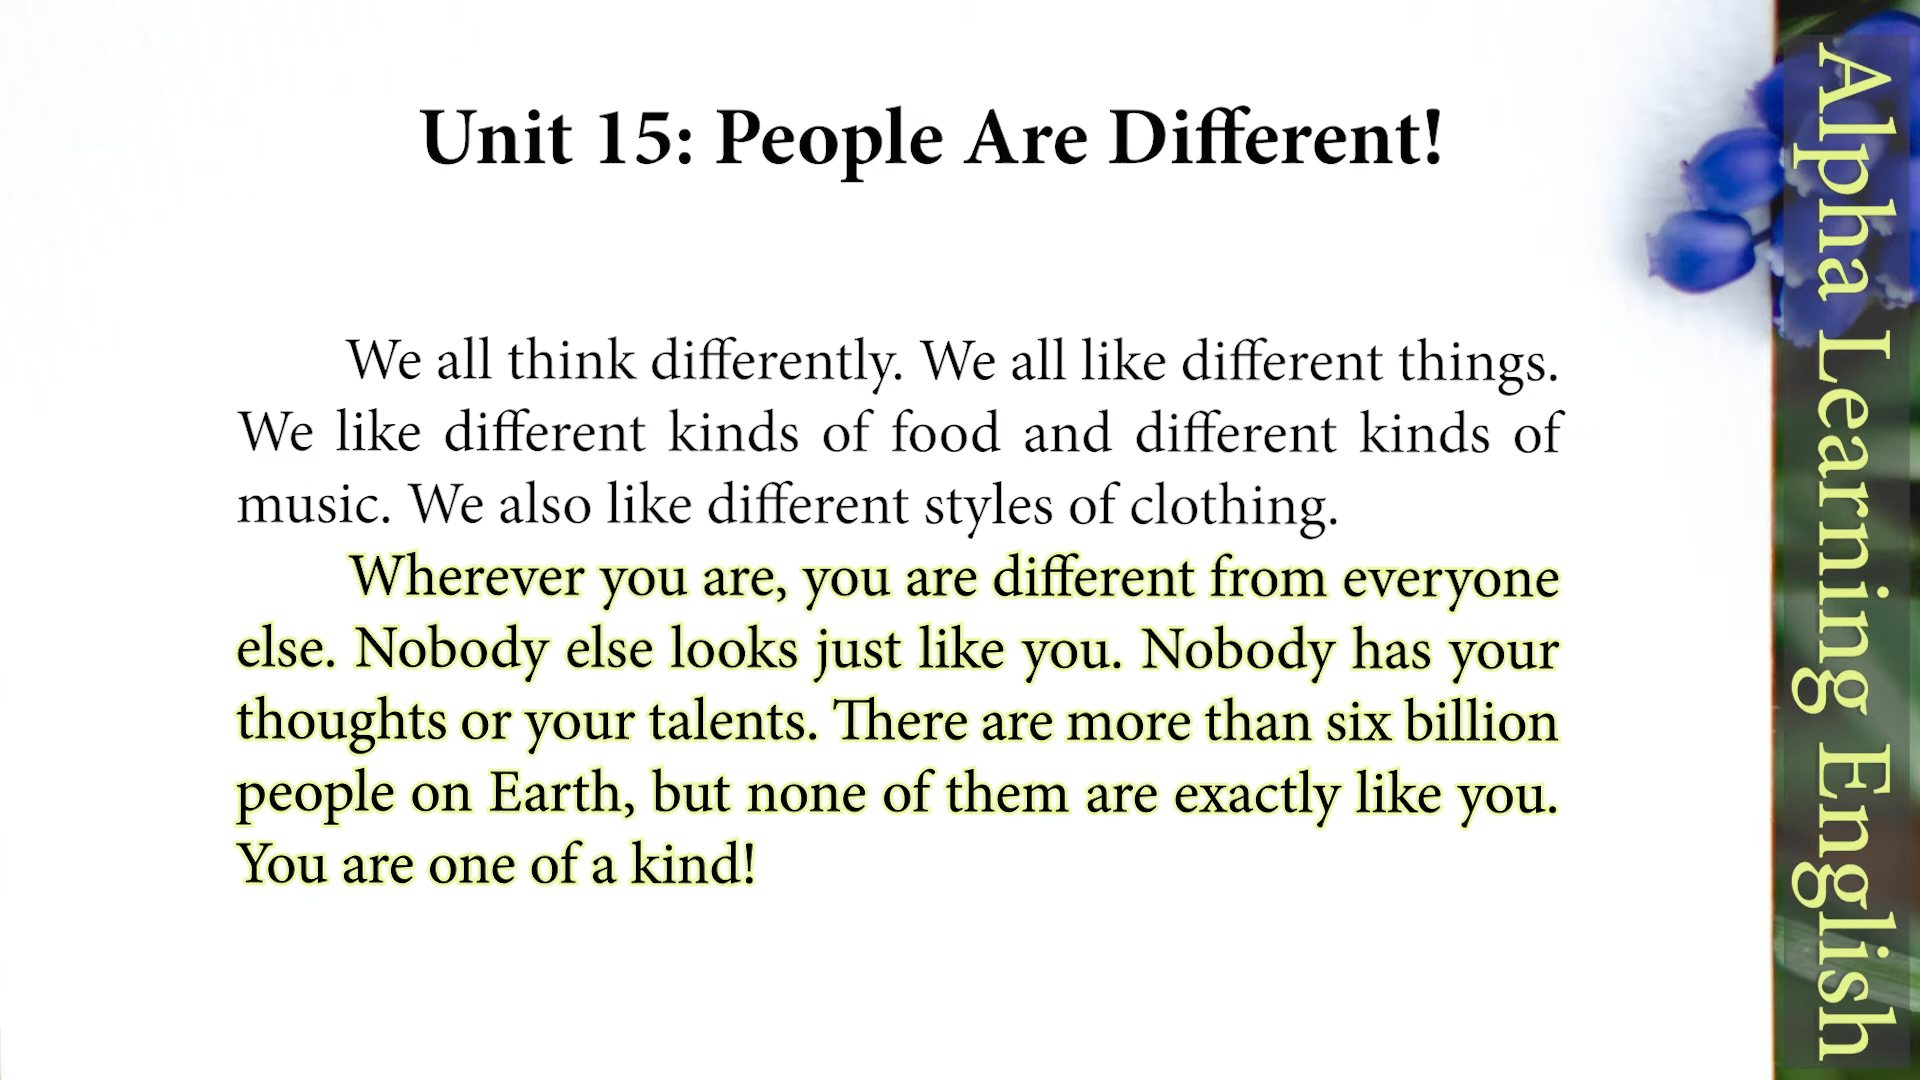 Unit 15: People Are Different!
We all think differently. We all like different things.
We like different kinds of food and different kinds of
music. We also like different styles of clothing.
Wherever you are, you are different from everyone
else. Nobody else looks just like you. Nobody has your
thoughts or your talents. There are more than six billion
people on Earth, but none of them are exactly like you.
You are one of a kind!
Alpha Learning English